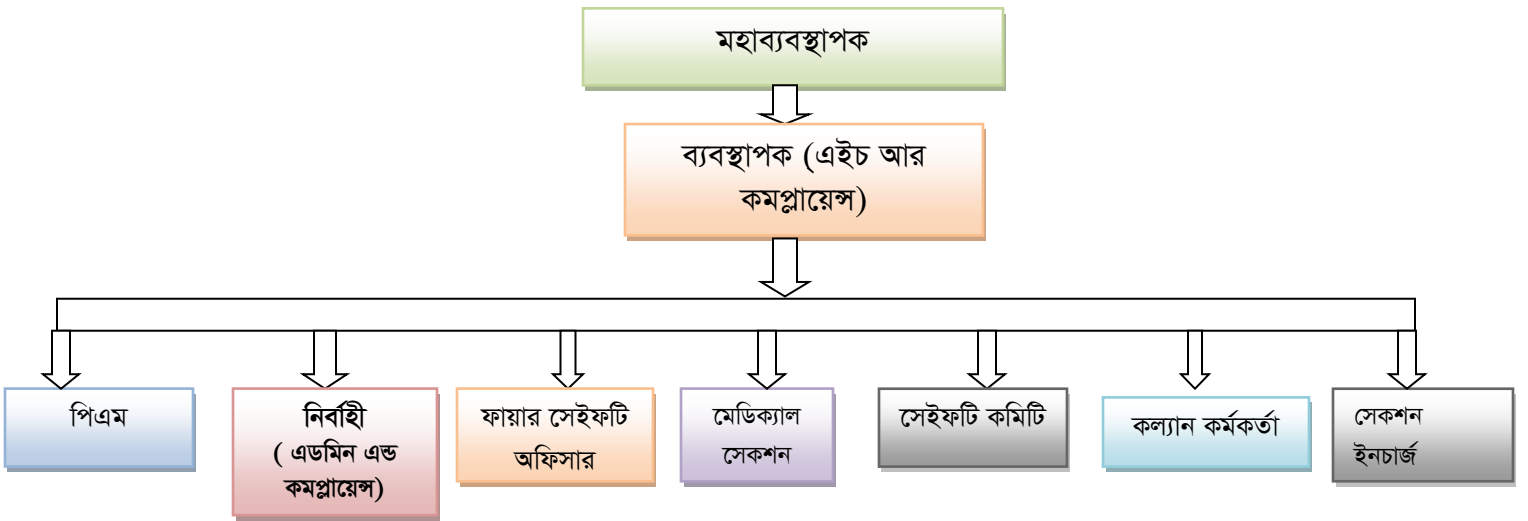 মহাব্যবস্থাপক
ব্যবস্থাপক (এইচ আর
কমপ্লায়েন্স)
পিএম
নির্বাহী
( এডমিন এন্ড
কমপ্লায়েন্স)
ফায়ার সেইফটি
অফিসার
মেডিক্যাল
সেকশন
সেইফটি কমিটি
কল্যান কর্মকর্তা
সেকশন
ইনচার্জ